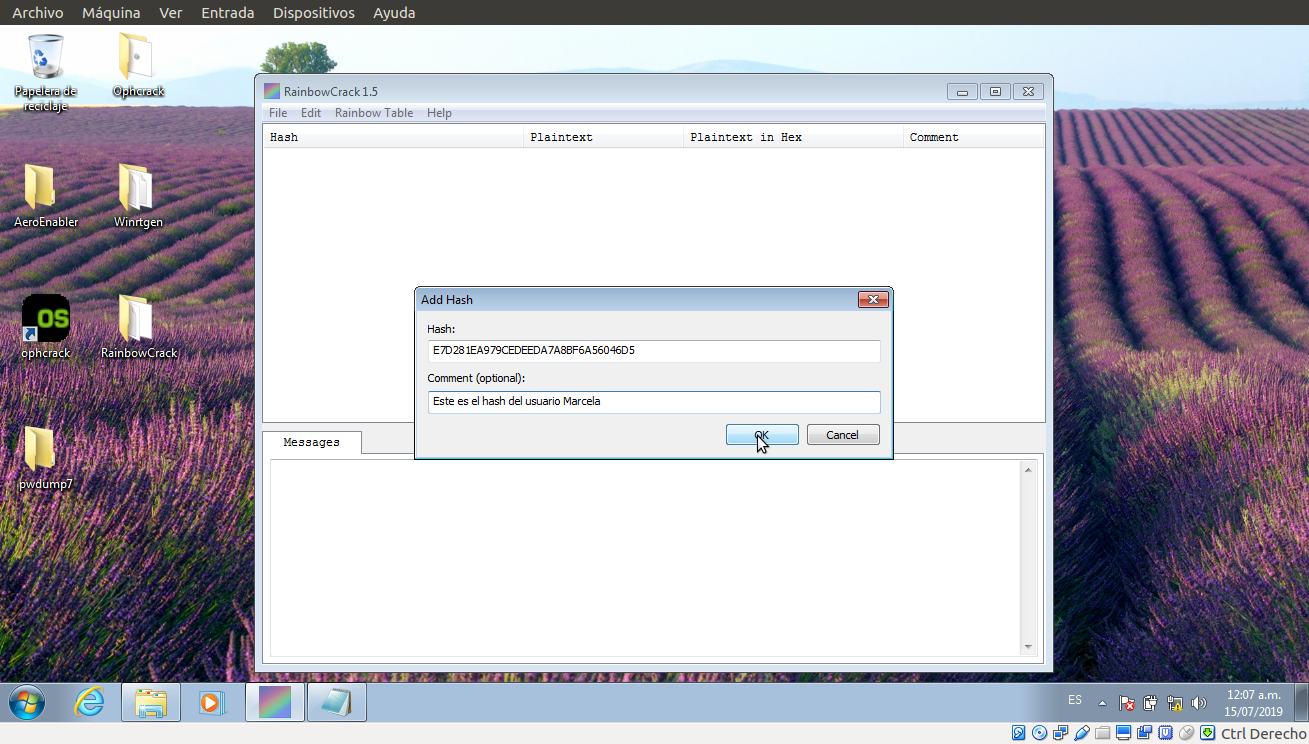 Archivo Máquina Ver Entrada Dispositivos Ayuda
Papelera de reciclaje
Ophcrack
AeroEnabler
Winrtgen
OS
ophcrack
RainbowCrack
pwdump7
RainbowCrack 1.5
File Edit Rainbow Table Help
Hash Plaintext Plaintext in Hex Comment
Add Hash
Hash:
E7D281EA979CEDEEDA7A8BF6A56046D5
Comment (optional):
Este es el hash del usuario Marcela
OK Cancel
Messages
ES
12:07 a.m.
15/07/2019
Ctrl Derecho